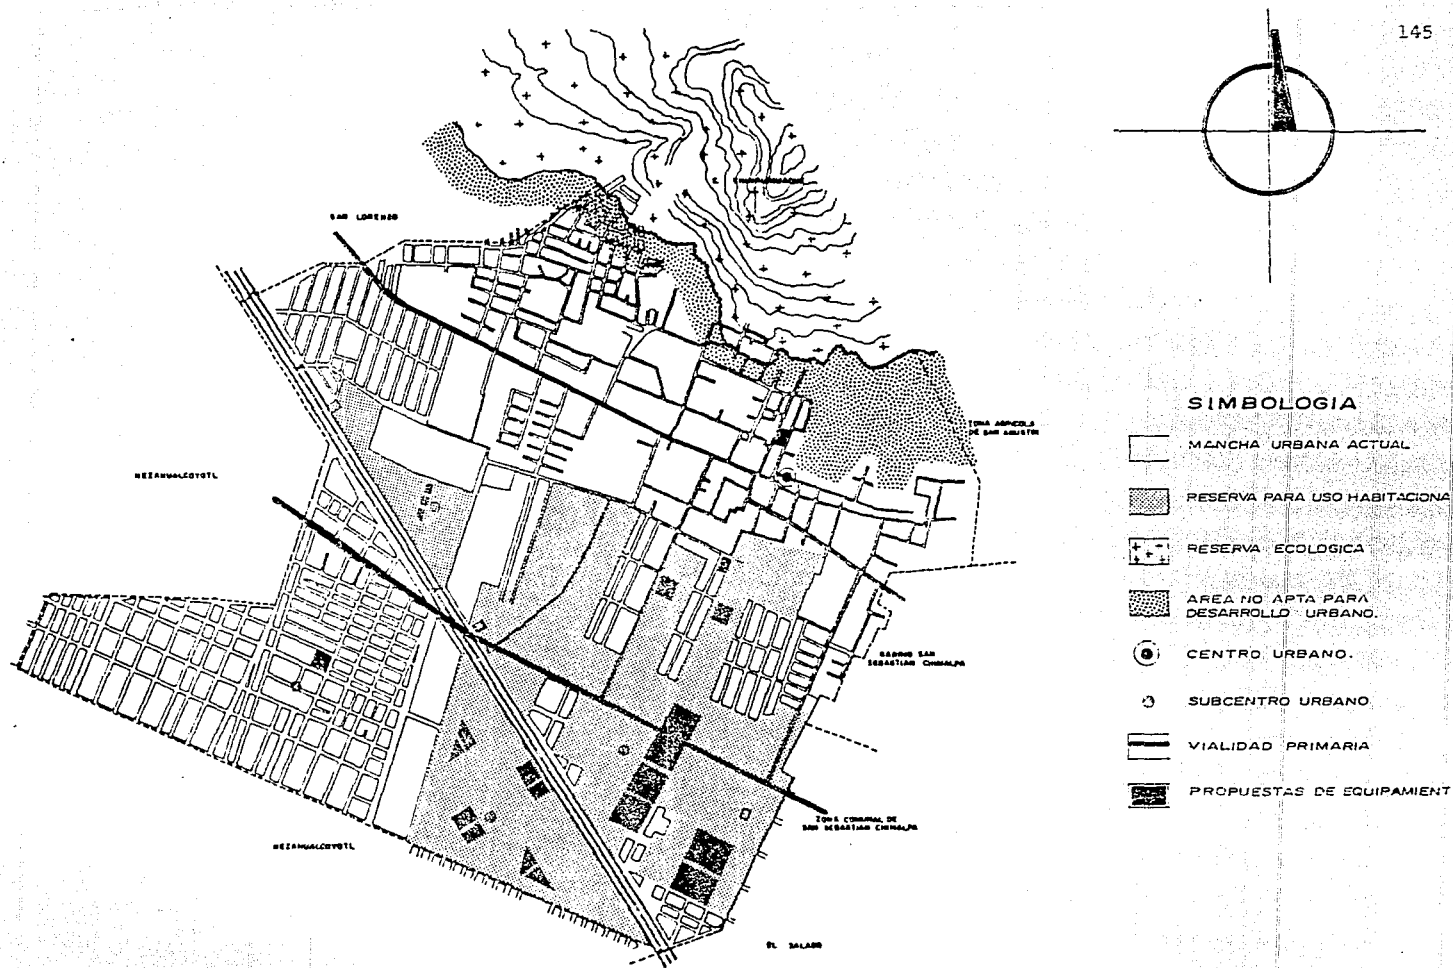 145
SAN LORENZO
ZONA AGRICOLA
DE SAN AGUSTIN
NEZAHUALCOYOTL
BARRIO SAN
SEBASTIAN CHIMALPA
ZONA COMUNAL DE
SAN SEBASTIAN CHIMALPA
NEZAHUALCOYOTL
EL SALADO
SIMBOLOGIA
MANCHA URBANA ACTUAL
RESERVA PARA USO HABITACIONA
RESERVA ECOLOGICA
AREA NO APTA PARA
DESARROLLO URBANO.
CENTRO URBANO.
SUBCENTRO URBANO
VIALIDAD PRIMARIA
PROPUESTAS DE EQUIPAMIENT